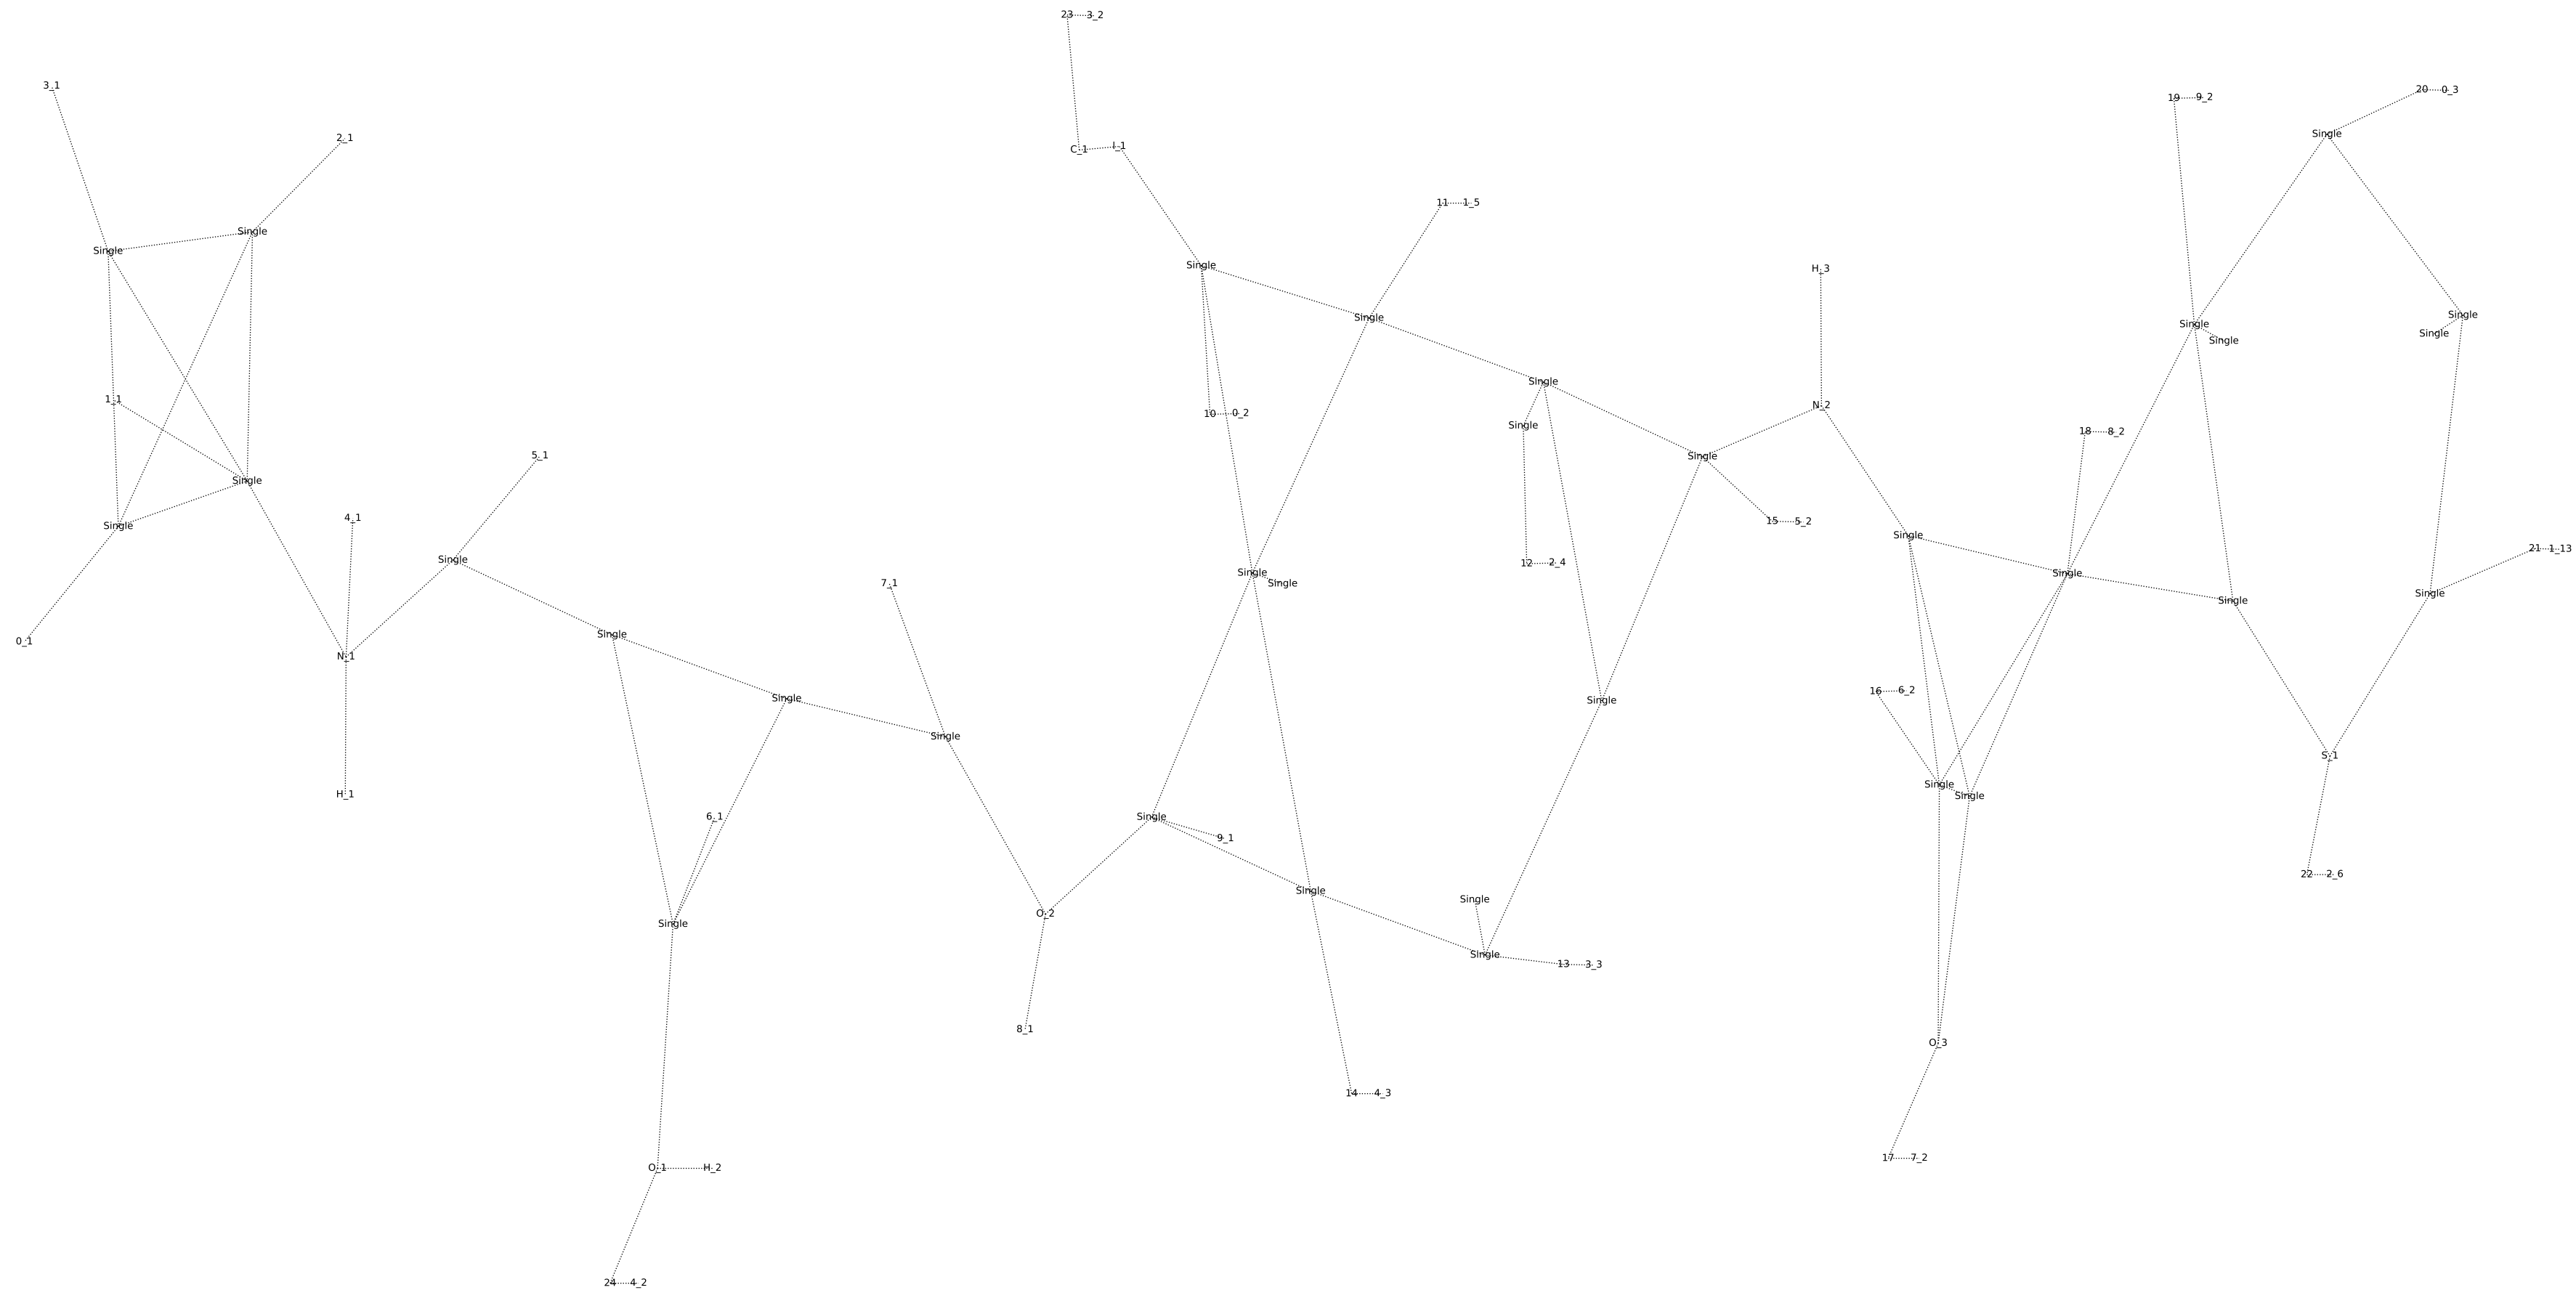 23 3_2
3_1
20 0_3
19 9_2
Single
2_1
C_1 I_1
11 1_5
Single
Single
Single
H_3
Single
Single
Single
Single
Single
Single
Single
1_1
N_2
10 0_2
Single
18 8_2
5_1
Single
Single
4_1
15 5_2
Single
Single
21 1_13
Single
12 2_4
Single
Single
7_1
Single
Single
Single
Single
0_1
N_1
16 6_2
Single
Single
Single
S_1
Single
H_1
Single
6_1
Single
9_1
22 2_6
Single
Single
O_2
Single
Single
13 3_3
8_1
O_3
14 4_3
17 7_2
O_1 H_2
24 4_2